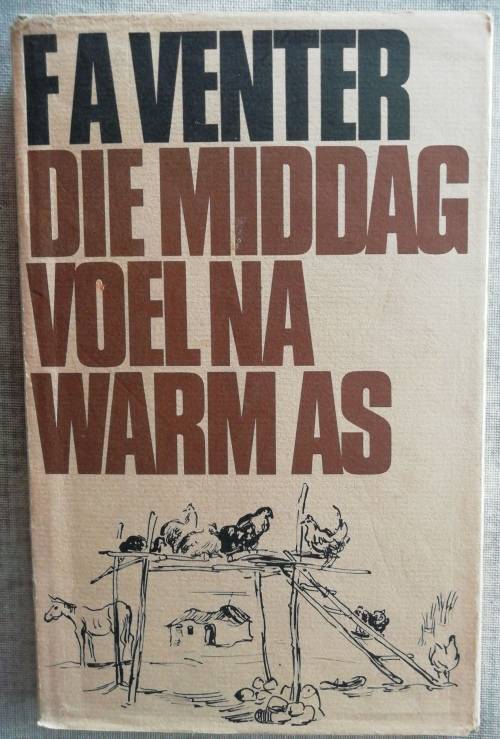 F A VENTER
DIE MIDDAG
VOEL NA
WARM AS